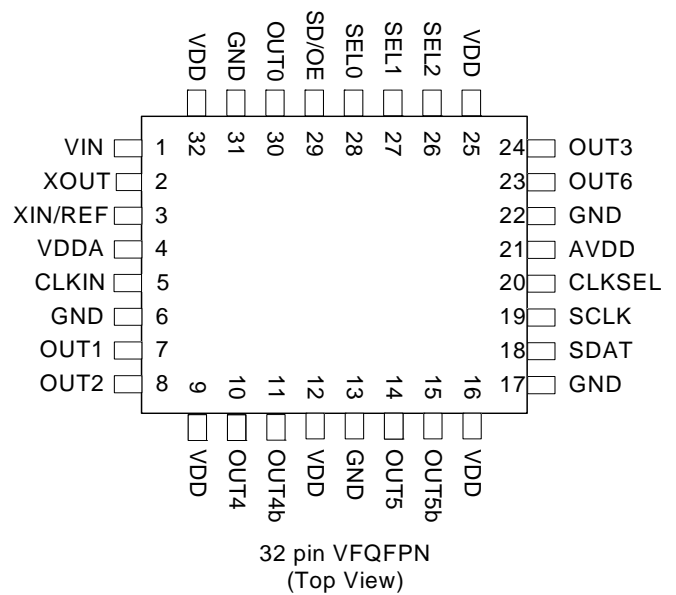 VDD
GND
OUT0
SD/OE
SEL0
SEL1
SEL2
VDD
32
31
30
29
28
27
26
25
VIN 1
XOUT 2
XIN/REF 3
VDDA 4
CLKIN 5
GND 6
OUT1 7
OUT2 8
24 OUT3
23 OUT6
22 GND
21 AVDD
20 CLKSEL
19 SCLK
18 SDAT
17 GND
9
10
11
12
13
14
15
16
VDD
OUT4
OUT4b
VDD
GND
OUT5
OUT5b
VDD
32 pin VFQFPN
(Top View)